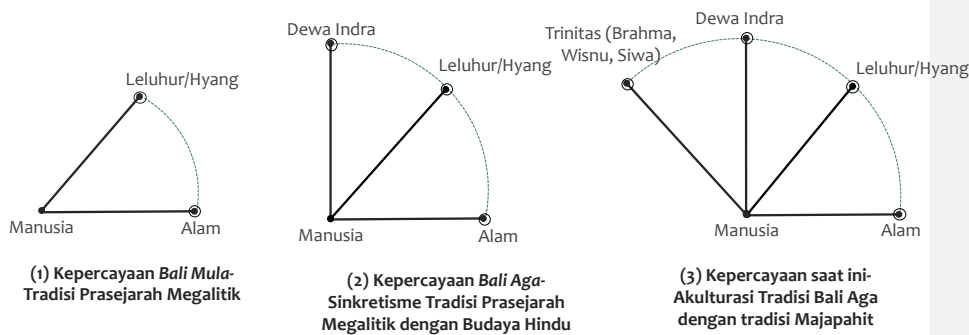 Leluhur/Hyang
Manusia
Alam
(1) Kepercayaan Bali Mula-
Tradisi Prasejarah Megalitik
Dewa Indra
Leluhur/Hyang
Manusia
Alam
(2) Kepercayaan Bali Aga-
Sinkretisme Tradisi Prasejarah
Megalitik dengan Budaya Hindu
Dewa Indra
Trinitas (Brahma,
Wisnu, Siwa)
Leluhur/Hyang
Manusia
Alam
(3) Kepercayaan saat ini-
Akulturasi Tradisi Bali Aga
dengan tradisi Majapahit